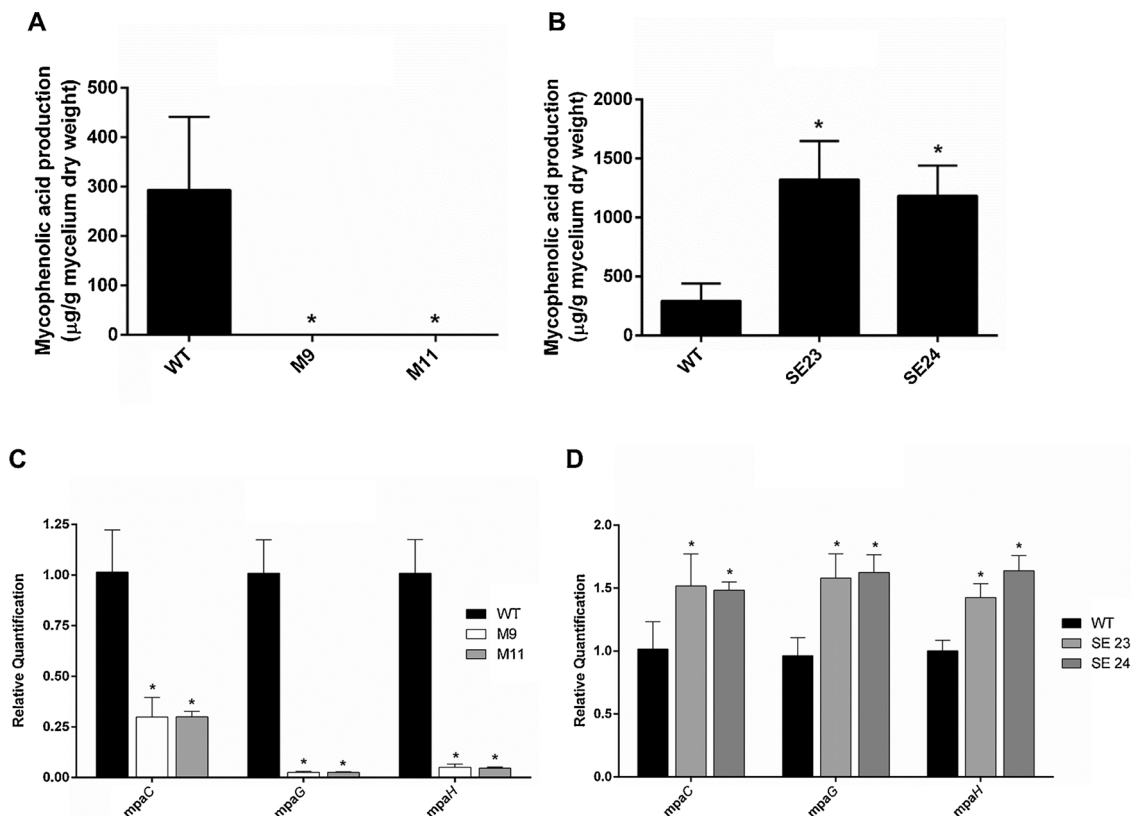 A
Mycophenolic acid production
(µg/g mycelium dry weight)
500
400
300
200
100
0
*
*
WT
M9
M11
B
Mycophenolic acid production
(µg/g mycelium dry weight)
2000
1500
1000
500
0
*
*
WT
SE23
SE24
C
Relative Quantification
1.25
1.00
0.75
0.50
0.25
0.00
* *
* *
* *
WT
M9
M11
mpaC
mpaG
mpaH
D
Relative Quantification
2.0
1.5
1.0
0.5
0.0
* *
* *
* *
WT
SE 23
SE 24
mpaC
mpaG
mpaH